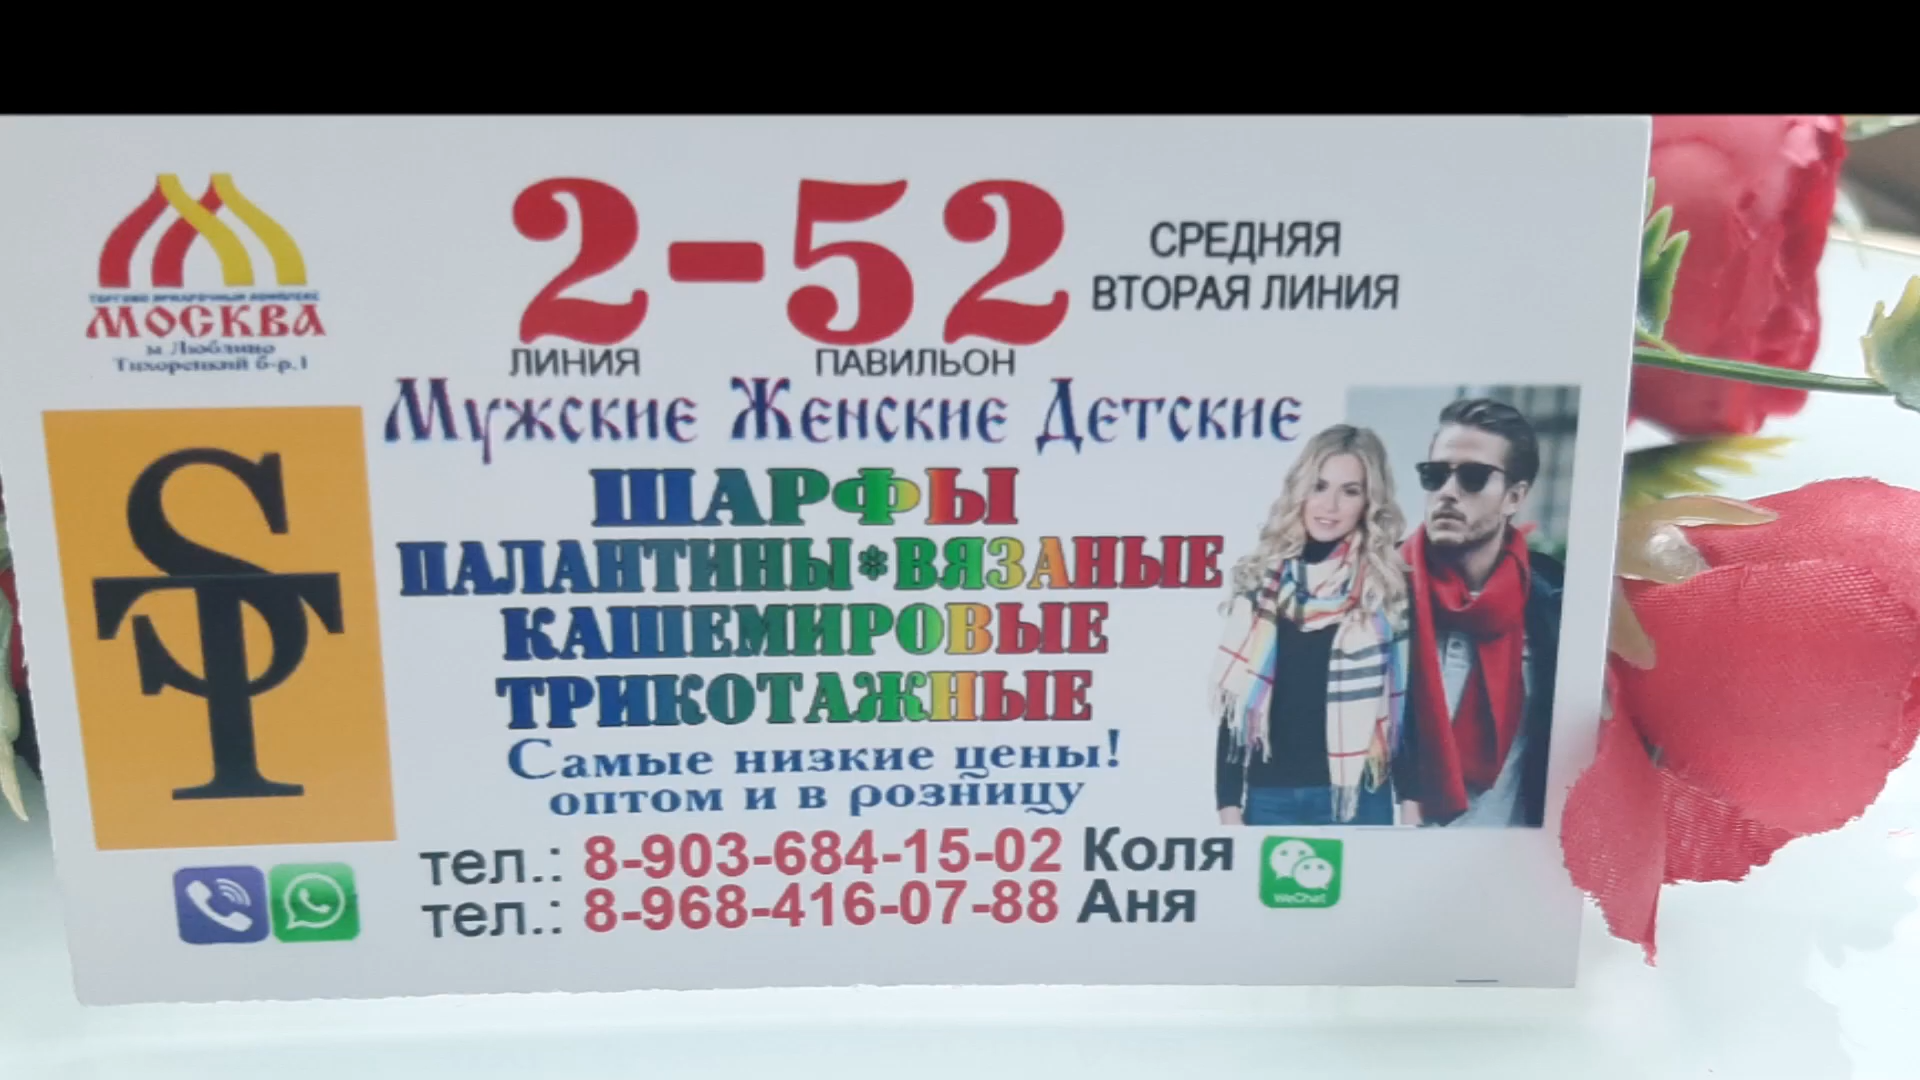 ТОРГОВО ЯРМАРОЧНЫЙ КОМПЛЕКС
МОСКВА
м.Люблино
Тихорецкий б-р.1
2-52
ЛИНИЯ ПАВИЛЬОН
СРЕДНЯЯ
ВТОРАЯ ЛИНИЯ
Мужские Женские Детские
ШАРФЫ
ПАЛАНТИНЫ*ВЯЗАНЫЕ
КАШЕМИРОВЫЕ
ТРИКОТАЖНЫЕ
Самые низкие цены!
оптом и в розницу
ST
тел.: 8-903-684-15-02 Коля
тел.: 8-968-416-07-88 Аня
WeChat